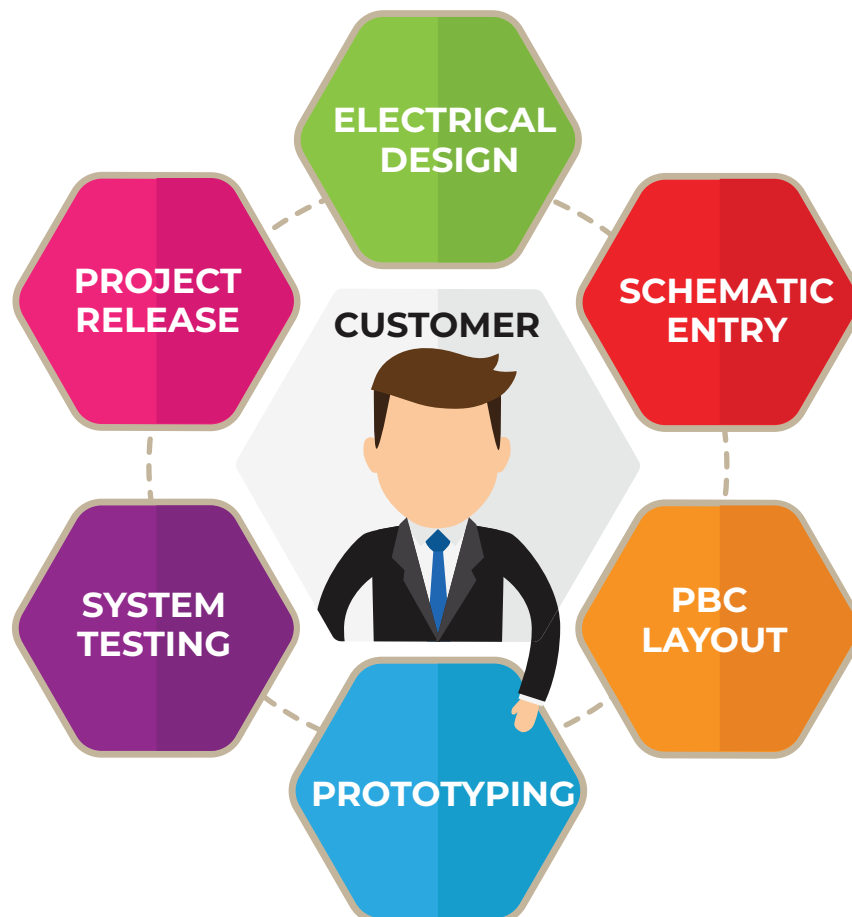 ELECTRICAL
DESIGN
SCHEMATIC
ENTRY
PBC
LAYOUT
PROTOTYPING
SYSTEM
TESTING
PROJECT
RELEASE
CUSTOMER